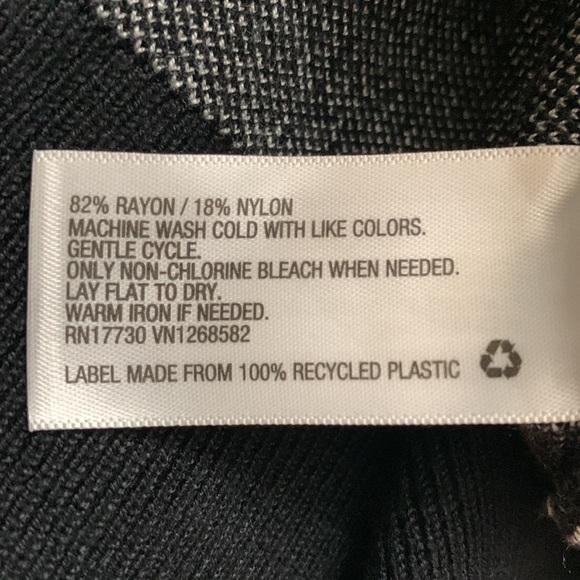 82% RAYON / 18% NYLON
MACHINE WASH COLD WITH LIKE COLORS.
GENTLE CYCLE.
ONLY NON-CHLORINE BLEACH WHEN NEEDED.
LAY FLAT TO DRY.
WARM IRON IF NEEDED.
RN17730 VN1268582
LABEL MADE FROM 100% RECYCLED PLASTIC